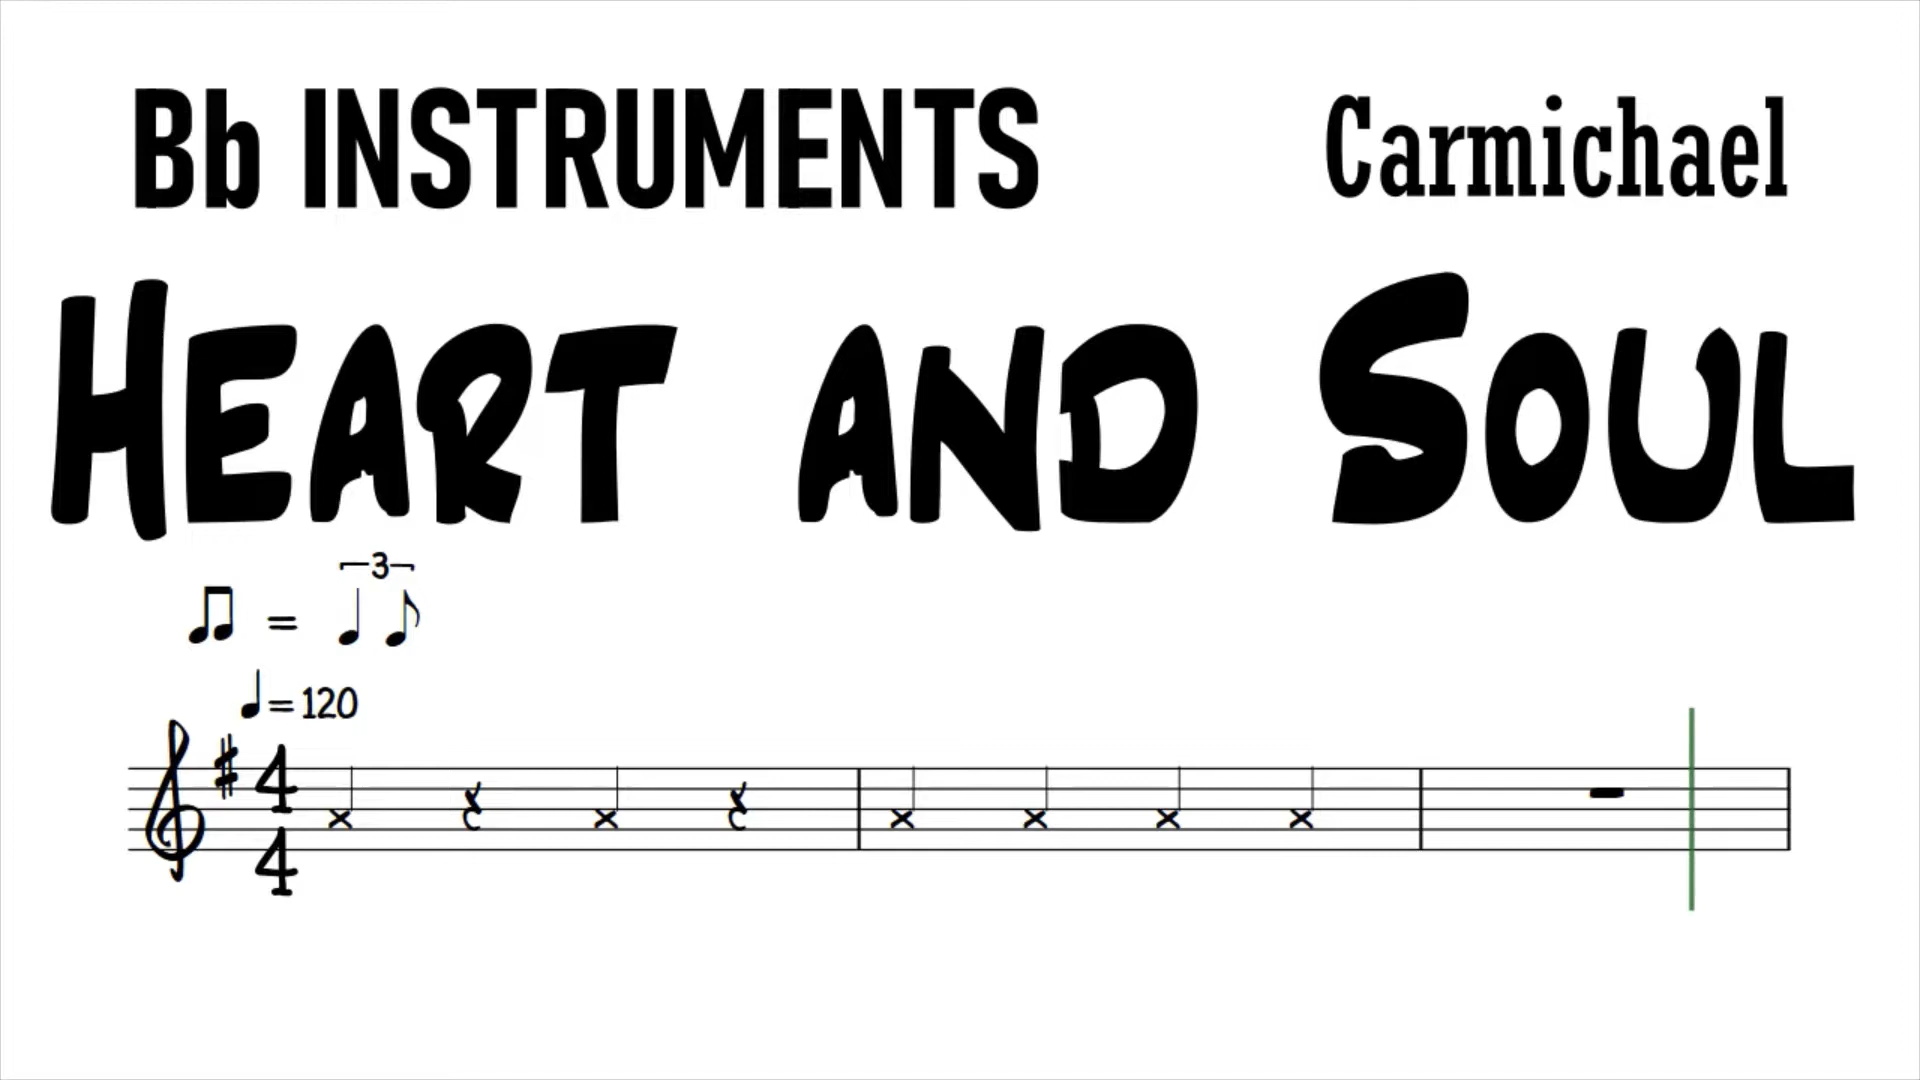 Bb INSTRUMENTS Carmichael
HEART AND SOUL
3
=
=120
4
4